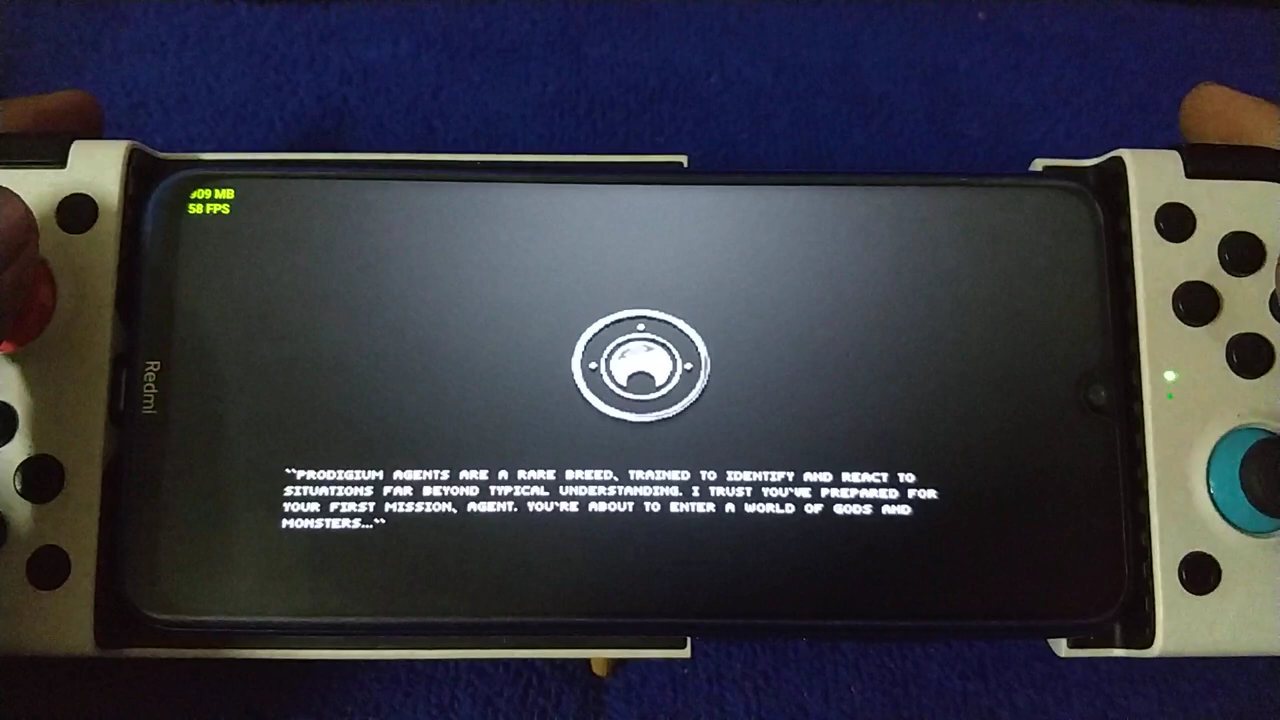 909 MB
58 FPS
Redmi
"PRODIGIUM AGENTS ARE A RARE BREED, TRAINED TO IDENTIFY AND REACT TO
SITUATIONS FAR BEYOND TYPICAL UNDERSTANDING. I TRUST YOU'VE PREPARED FOR
YOUR FIRST MISSION, AGENT. YOU'RE ABOUT TO ENTER A WORLD OF GODS AND
MONSTERS..."